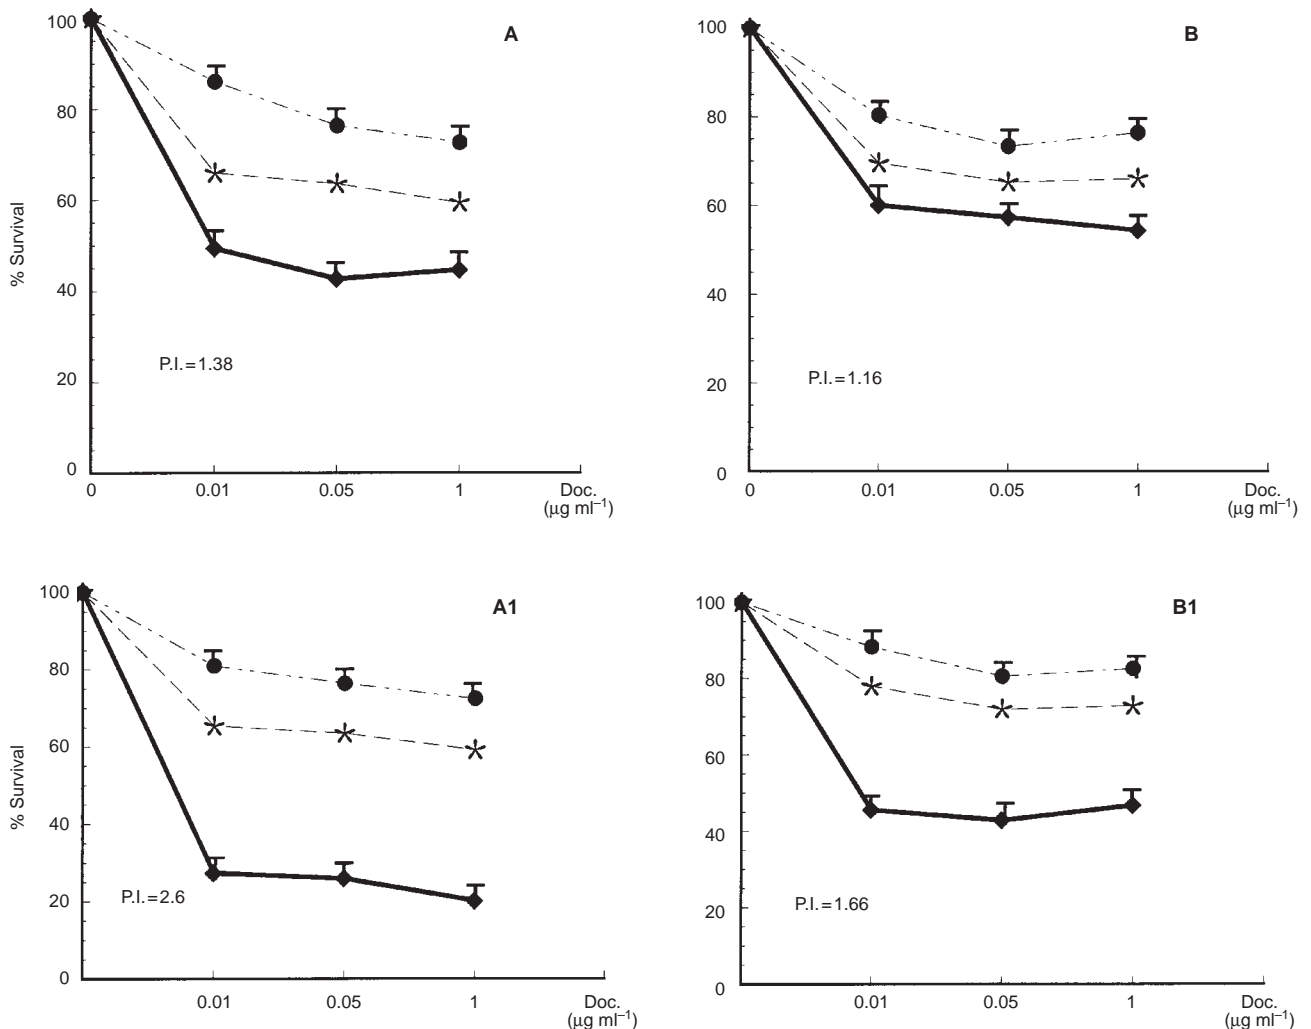 A
100
80
60
40
20
0
% Survival
P.I.=1.38
0 0.01 0.05 1 Doc.
(μg ml⁻¹)
B
100
80
60
40
20
0
P.I.=1.16
0 0.01 0.05 1 Doc.
(μg ml⁻¹)
A1
100
80
60
40
20
0
% Survival
P.I.=2.6
0.01 0.05 1 Doc.
(μg ml⁻¹)
B1
100
80
60
40
20
0
P.I.=1.66
0.01 0.05 1 Doc.
(μg ml⁻¹)